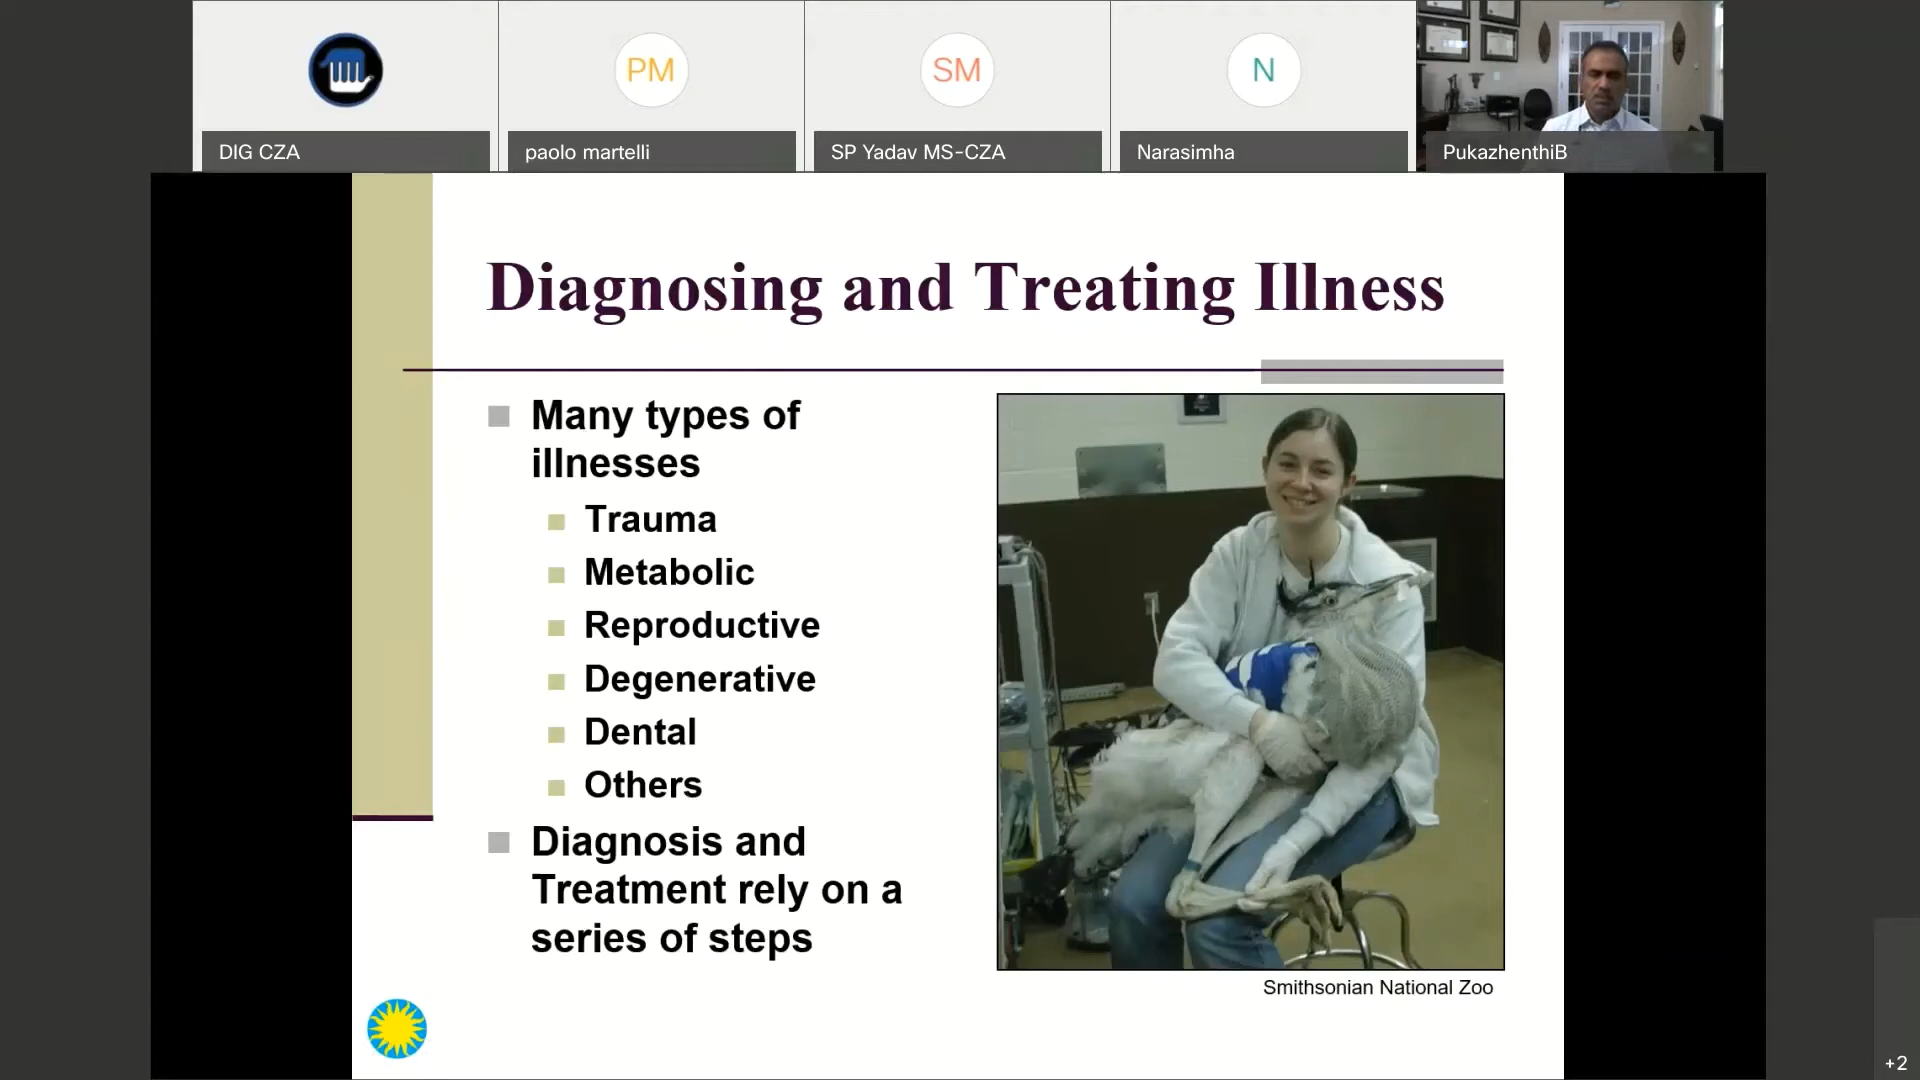 PM
SM
N
DIG CZA
paolo martelli
SP Yadav MS-CZA
Narasimha
PukazhenthiB
Diagnosing and Treating Illness
Many types of
illnesses
Trauma
Metabolic
Reproductive
Degenerative
Dental
Others
Diagnosis and
Treatment rely on a
series of steps
Smithsonian National Zoo
+2